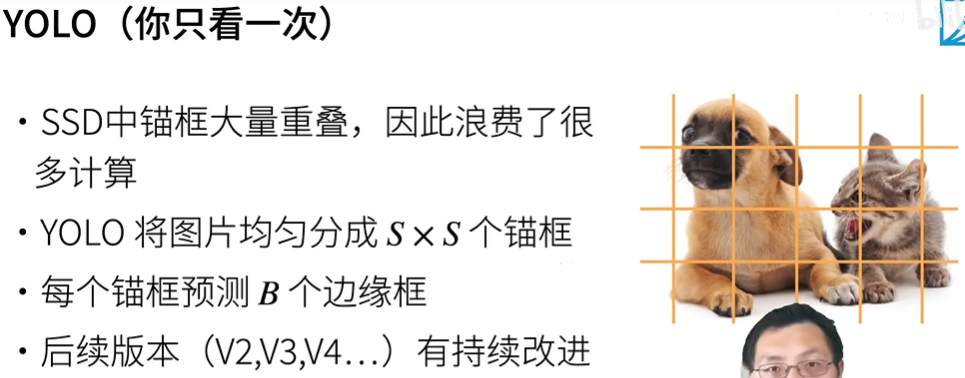 YOLO（你只看一次）
• SSD中锚框大量重叠，因此浪费了很
多计算
• YOLO 将图片均匀分成 S × S 个锚框
• 每个锚框预测 B 个边缘框
• 后续版本（V2,V3,V4…）有持续改进